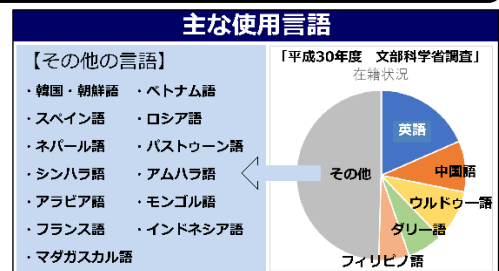 主な使用言語
【その他の言語】
・韓国・朝鮮語 ・ベトナム語
・スペイン語 ・ロシア語
・ネパール語 ・パストゥーン語
・シンハラ語 ・アムハラ語
・アラビア語 ・モンゴル語
・フランス語 ・インドネシア語
・マダガスカル語
「平成30年度 文部科学省調査」
在籍状況
英語
中国語
ウルドゥー語
ダリー語
フィリピノ語
その他